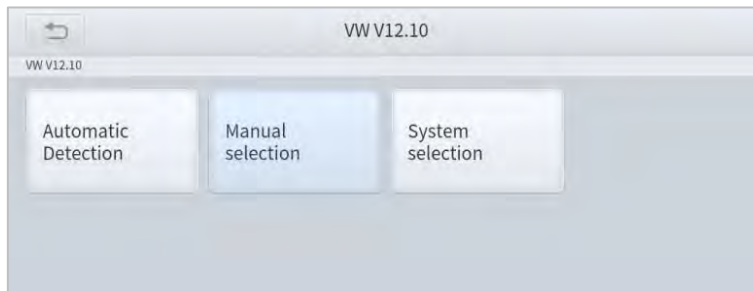 VW V12.10
VW V12.10
Automatic
Detection
Manual
selection
System
selection